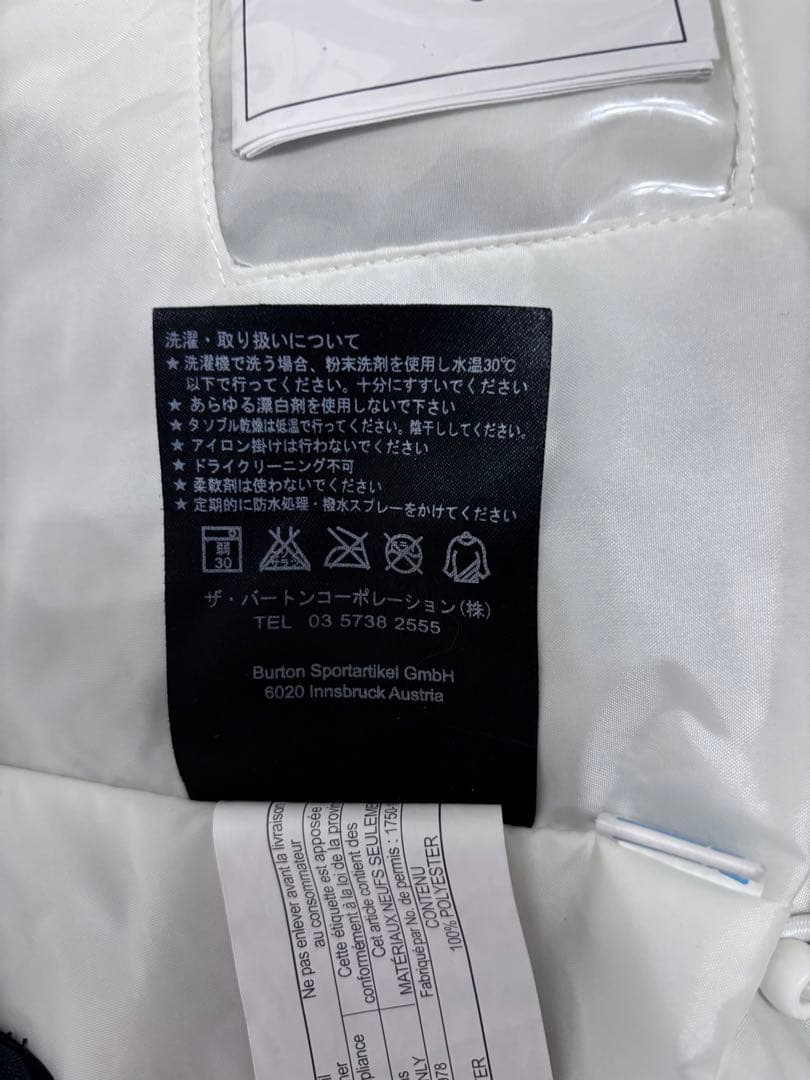 洗濯・取り扱いについて
★ 洗濯機で洗う場合、粉末洗剤を使用し水温30℃
以下で行ってください。十分にすすいでください
★ あらゆる漂白剤を使用しないで下さい
★ タンブル乾燥は低温で行ってください。陰干ししてください。
★ アイロン掛けは行わないでください
★ ドライクリーニング不可
★ 柔軟剤は使わないでください
★ 定期的に防水処理・撥水スプレーをかけてください
弱
30
ザ・バートンコーポレーション(株)
TEL 03 5738 2555
Burton Sportartikel GmbH
6020 Innsbruck Austria
Ne pas enlever avant la livraison
au consommateur
Cette étiquette est apposée
conformément à la loi de la
Cet article contient des
MATÉRIAUX NEUFS
Fabriqué par No. de permis :
CONTENU
100% POLYESTER